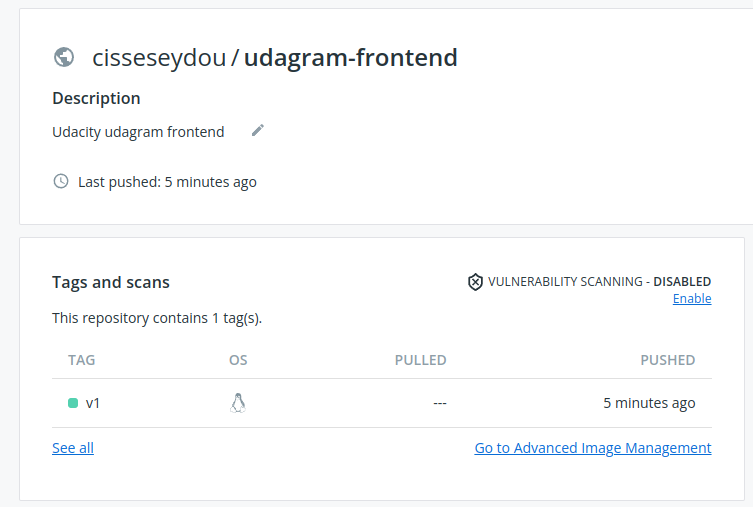 cisseseydou / udagram-frontend
Description
Udacity udagram frontend
Last pushed: 5 minutes ago
Tags and scans
VULNERABILITY SCANNING - DISABLED
Enable
This repository contains 1 tag(s).
TAG OS PULLED PUSHED
v1 --- 5 minutes ago
See all Go to Advanced Image Management